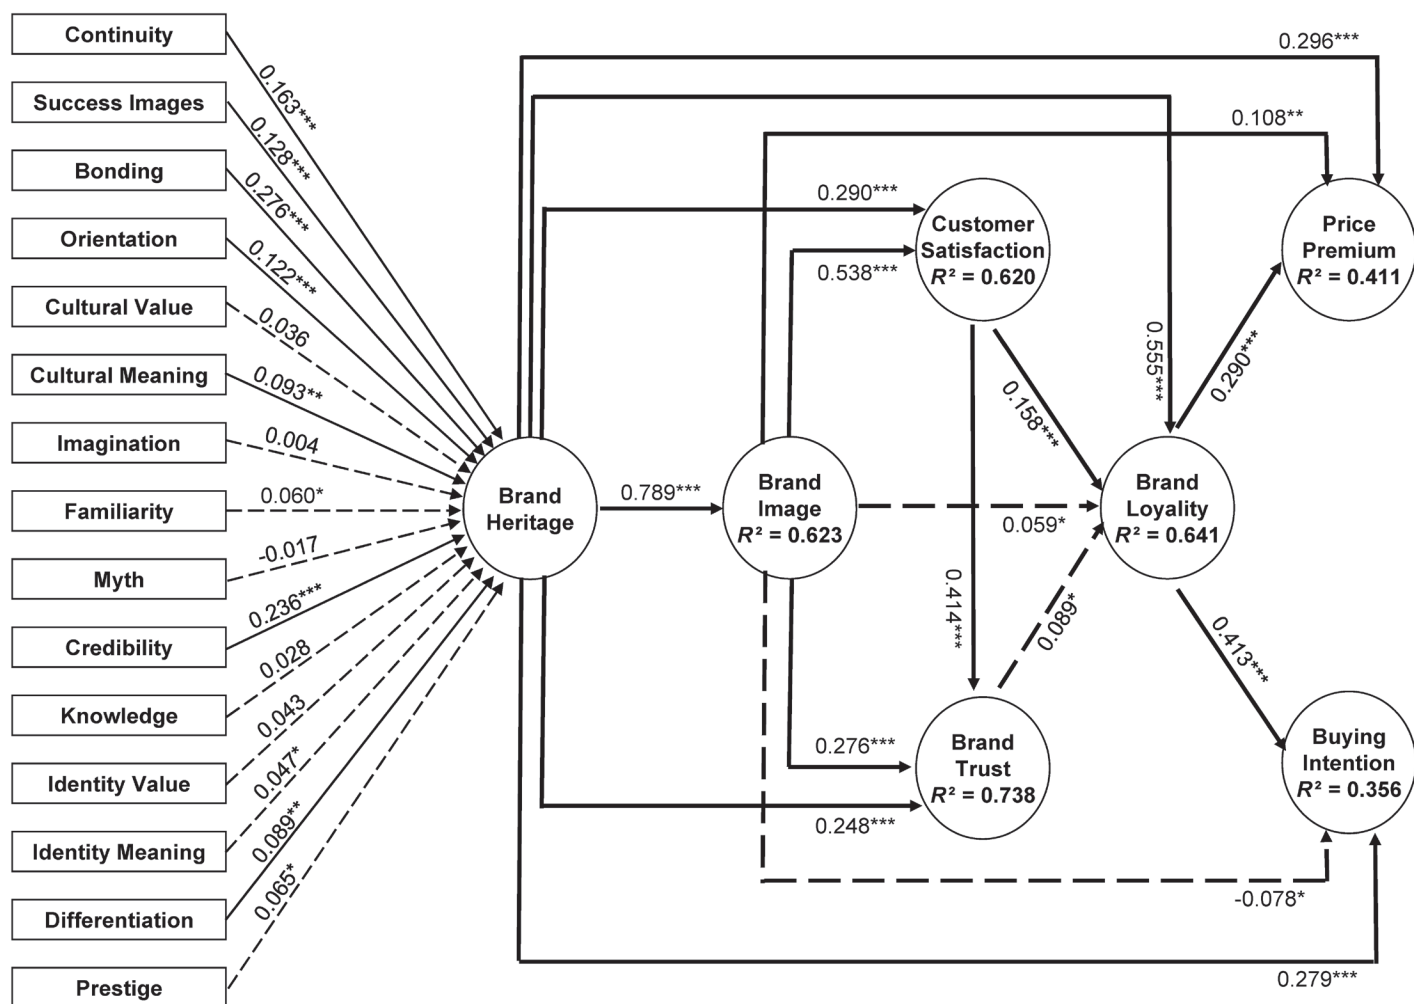 Continuity
Success Images
Bonding
Orientation
Cultural Value
Cultural Meaning
Imagination
Familiarity
Myth
Credibility
Knowledge
Identity Value
Identity Meaning
Differentiation
Prestige
0.163***
0.128***
0.276***
0.122***
0.036
0.093**
0.004
0.060*
-0.017
0.236***
0.028
0.043
0.047*
0.089**
0.065*
Brand
Heritage
0.789***
Brand
Image
R² = 0.623
0.296***
0.108**
0.290***
0.538***
Customer
Satisfaction
R² = 0.620
Price
Premium
R² = 0.411
0.555***
0.290***
0.158***
0.059*
Brand
Loyalty
R² = 0.641
0.414***
0.089*
0.413***
0.276***
0.248***
Brand
Trust
R² = 0.738
Buying
Intention
R² = 0.356
-0.078*
0.279***